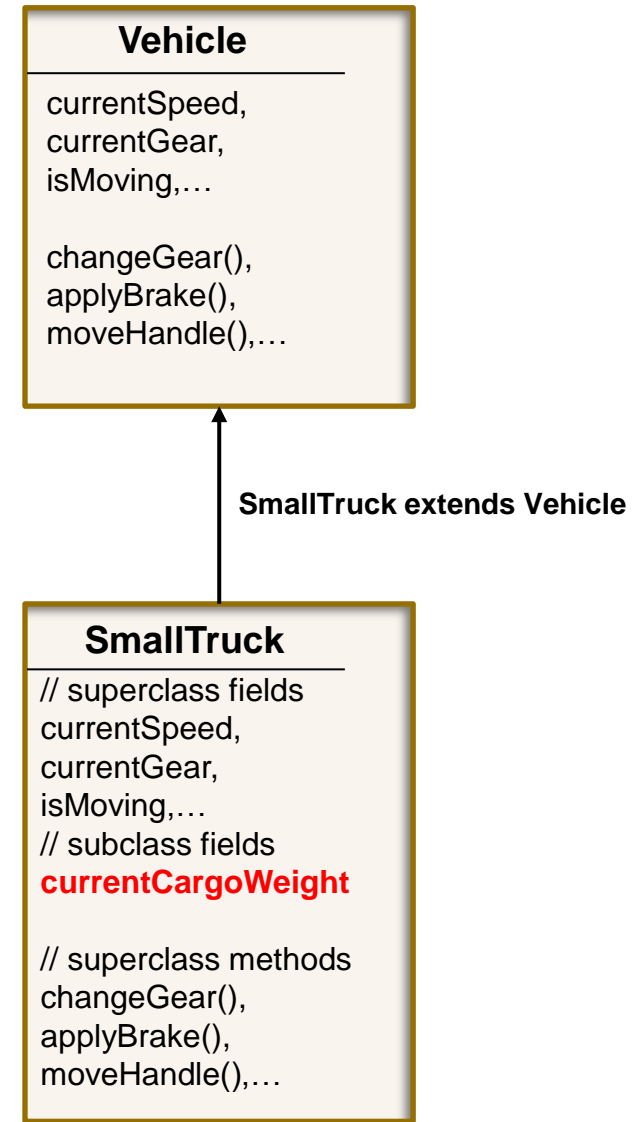 Vehicle
currentSpeed,
currentGear,
isMoving,…
changeGear(),
applyBrake(),
moveHandle(),…
SmallTruck extends Vehicle
SmallTruck
// superclass fields
currentSpeed,
currentGear,
isMoving,…
// subclass fields
currentCargoWeight
// superclass methods
changeGear(),
applyBrake(),
moveHandle(),…